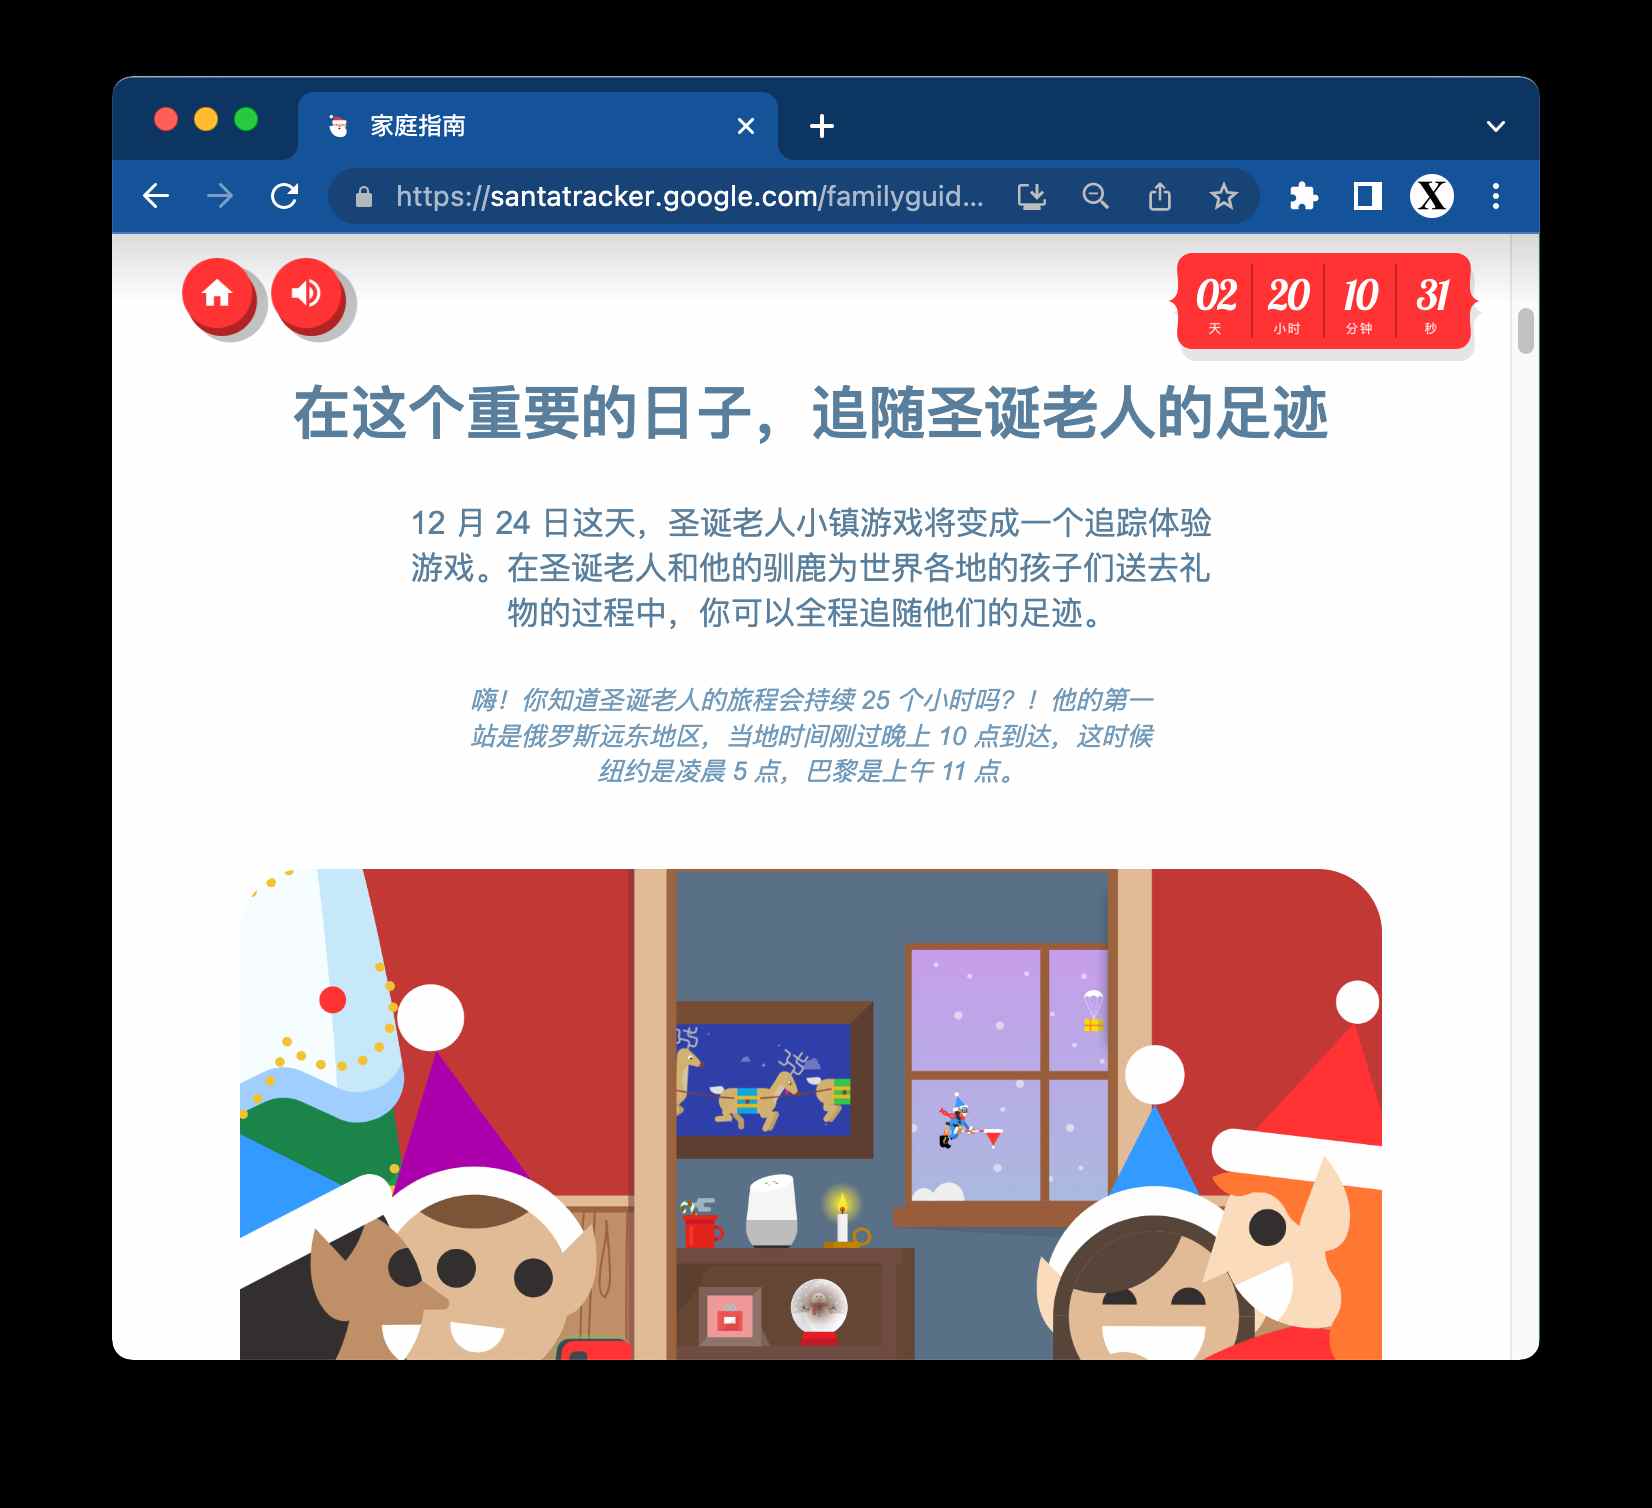 家庭指南
https://santatracker.google.com/familyguid...
X
02 20 10 31
天 小时 分钟 秒
在这个重要的日子，追随圣诞老人的足迹
12 月 24 日这天，圣诞老人小镇游戏将变成一个追踪体验
游戏。在圣诞老人和他的驯鹿为世界各地的孩子们送去礼
物的过程中，你可以全程追随他们的足迹。
嗨！你知道圣诞老人的旅程会持续 25 个小时吗？！他的第一
站是俄罗斯远东地区，当地时间刚过晚上 10 点到达，这时候
纽约是凌晨 5 点，巴黎是上午 11 点。